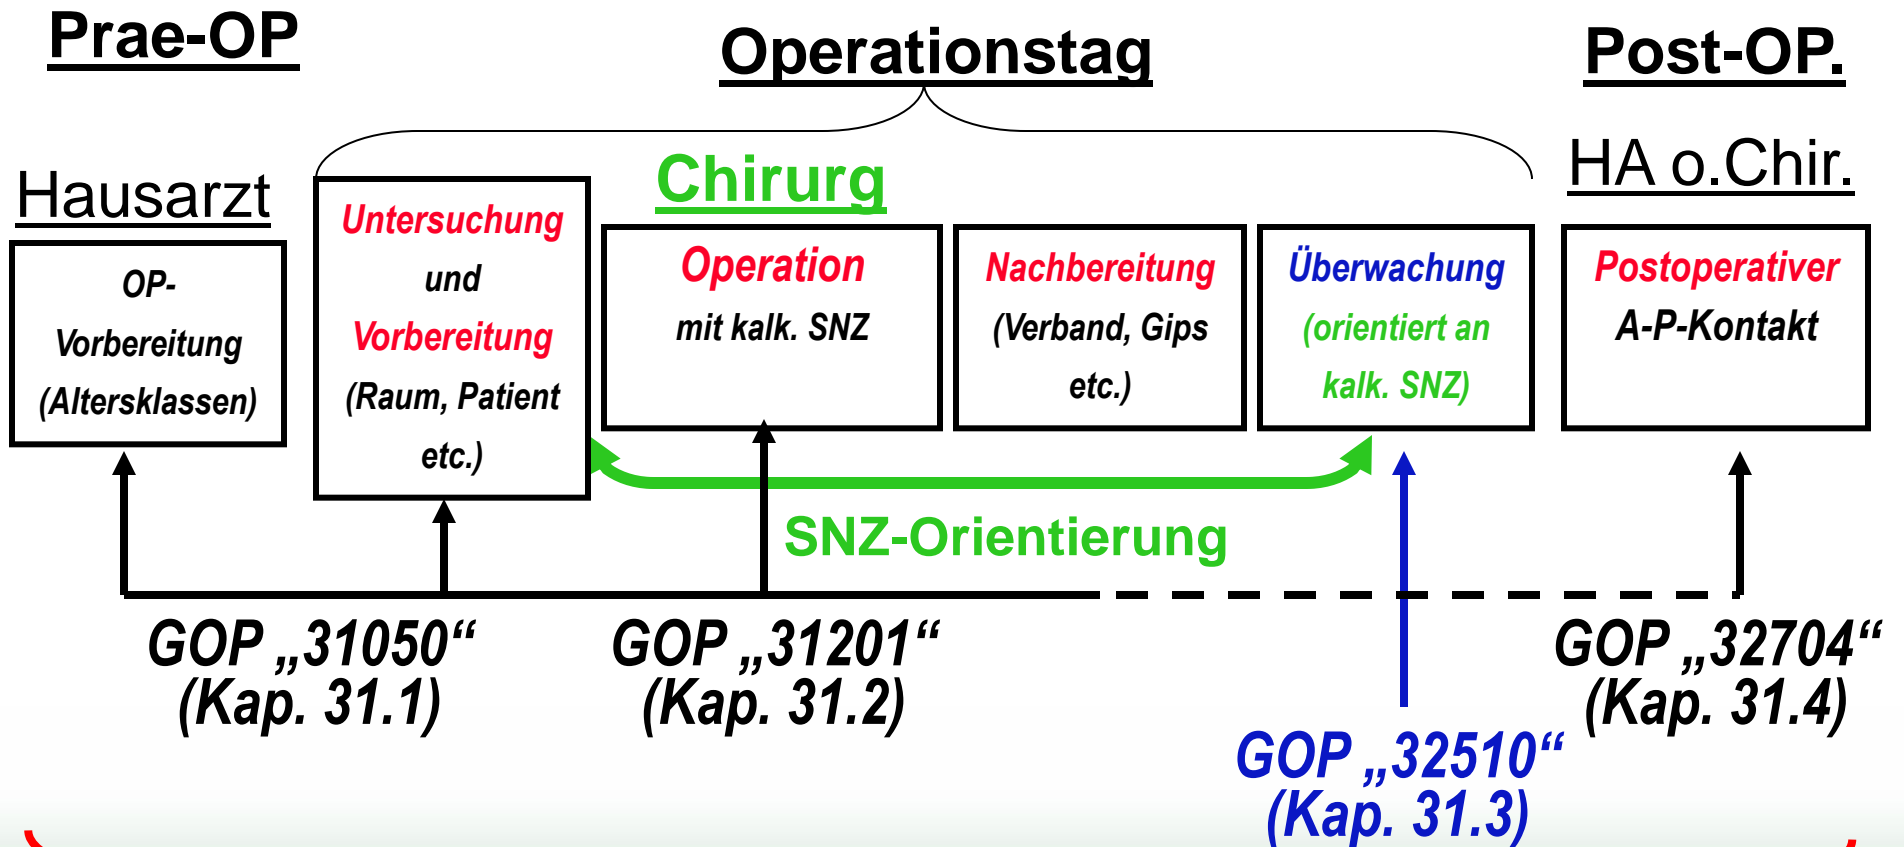 Prae-OP
Operationstag
Post-OP.
Hausarzt
Chirurg
HA o.Chir.
OP-
Vorbereitung
(Altersklassen)
Untersuchung
und
Vorbereitung
(Raum, Patient
etc.)
Operation
mit kalk. SNZ
Nachbereitung
(Verband, Gips
etc.)
Überwachung
(orientiert an
kalk. SNZ)
Postoperativer
A-P-Kontakt
SNZ-Orientierung
GOP „31050“
(Kap. 31.1)
GOP „31201“
(Kap. 31.2)
GOP „32510“
(Kap. 31.3)
GOP „32704“
(Kap. 31.4)